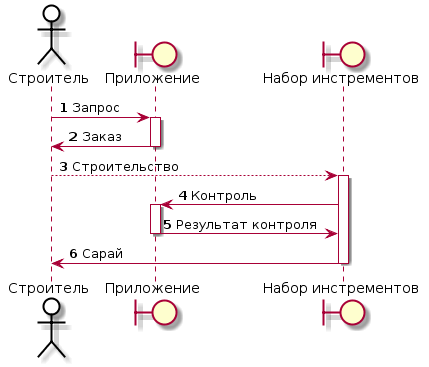 Строитель Приложение Набор инстрементов
1 Запрос
2 Заказ
3 Строительство
4 Контроль
5 Результат контроля
6 Сарай
Строитель Приложение Набор инстрементов